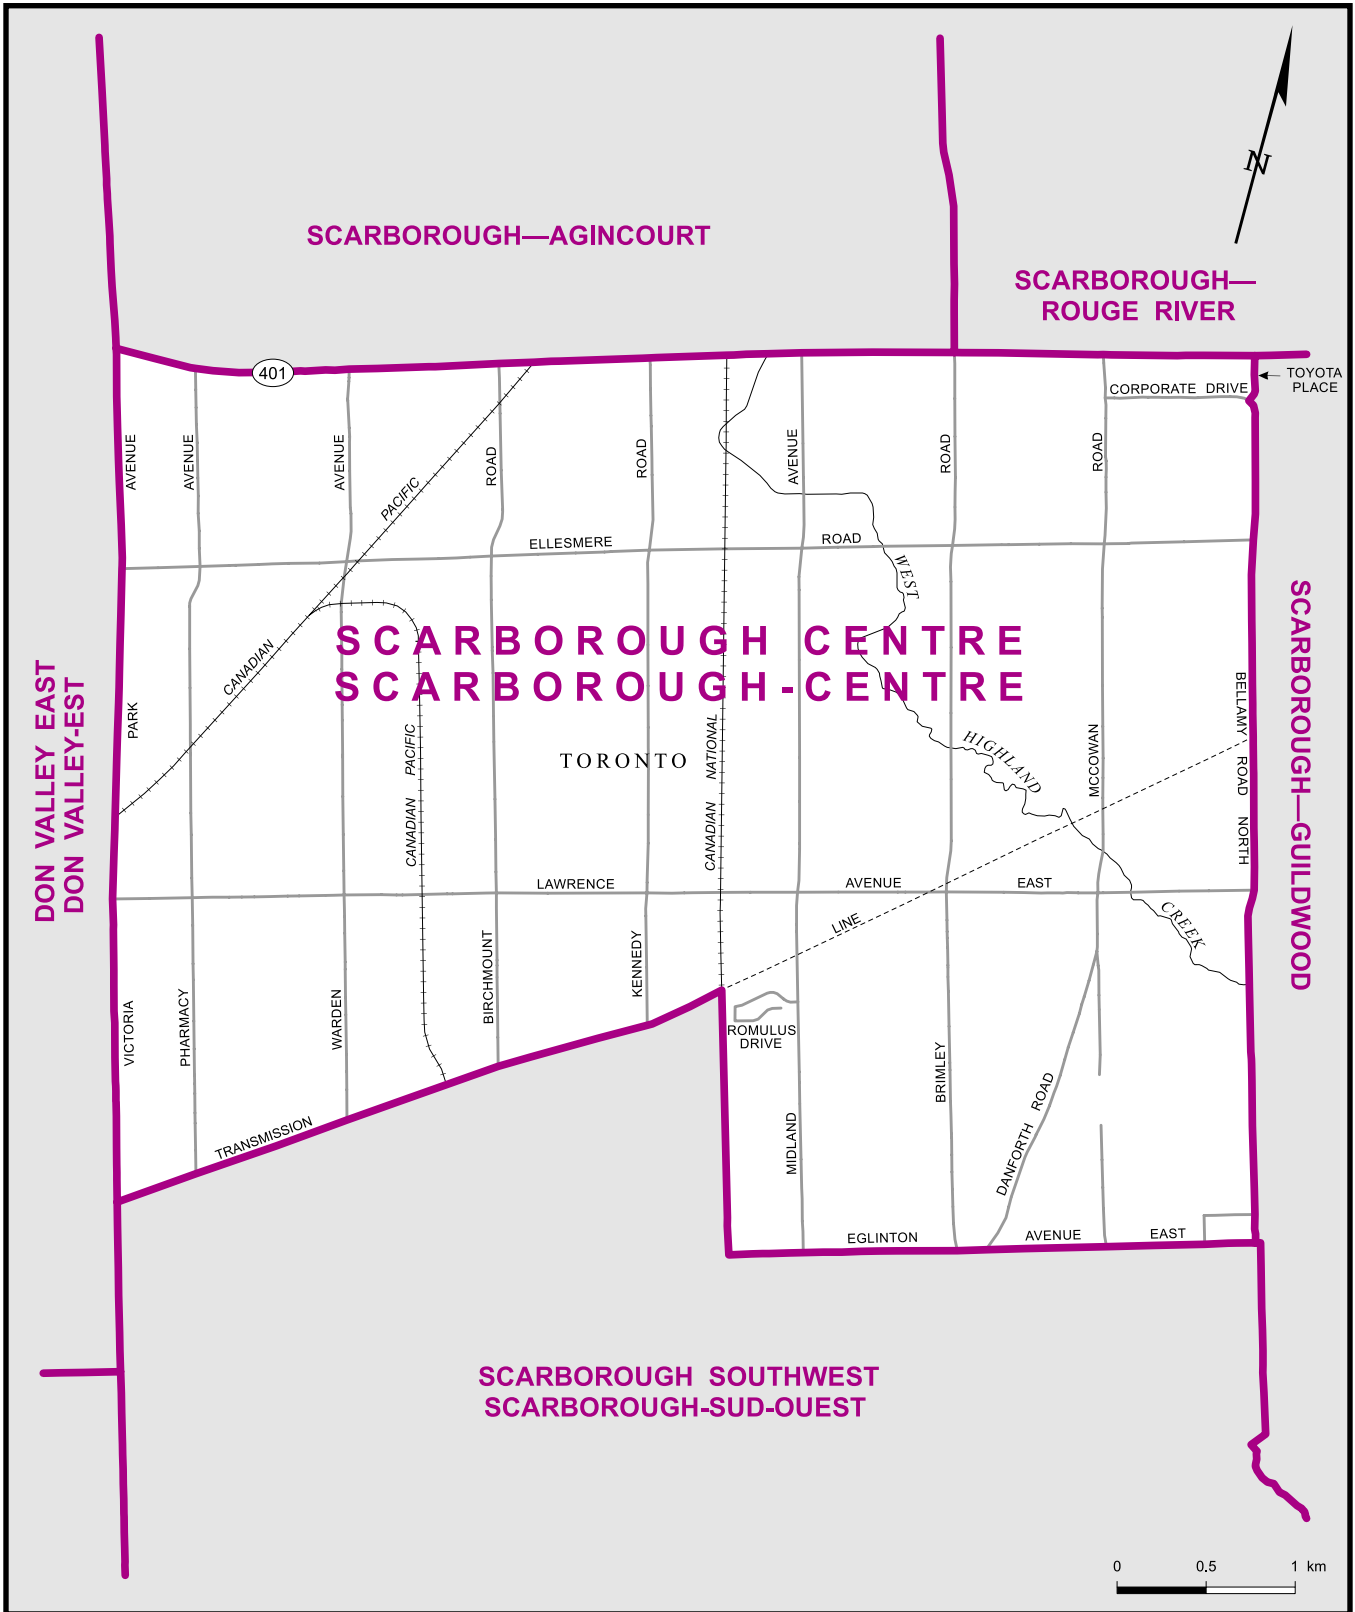 N
SCARBOROUGH—AGINCOURT
SCARBOROUGH—
ROUGE RIVER
401
TOYOTA
PLACE
CORPORATE DRIVE
AVENUE
AVENUE
AVENUE
ROAD
ROAD
AVENUE
ROAD
ROAD
PACIFIC
ELLESMERE
ROAD
WEST
SCARBOROUGH CENTRE
SCARBOROUGH-CENTRE
CANADIAN
PARK
DON VALLEY EAST
DON VALLEY-EST
SCARBOROUGH—GUILDWOOD
BELLAMY ROAD NORTH
TORONTO
CANADIAN PACIFIC
CANADIAN NATIONAL
HIGHLAND
MCCOWAN
LAWRENCE
AVENUE
EAST
LINE
CREEK
VICTORIA
PHARMACY
WARDEN
BIRCHMOUNT
KENNEDY
ROMULUS
DRIVE
MIDLAND
BRIMLEY
DANFORTH ROAD
TRANSMISSION
EGLINTON
AVENUE
EAST
SCARBOROUGH SOUTHWEST
SCARBOROUGH-SUD-OUEST
0 0.5 1 km